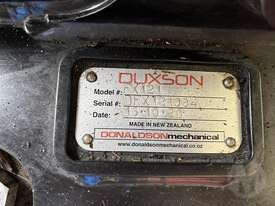 DUXSON
Model #:
Serial #:
Date:
MADE IN NEW ZEALAND
DONALDSONmechanical
www.donaldsonmechanical.co.nz